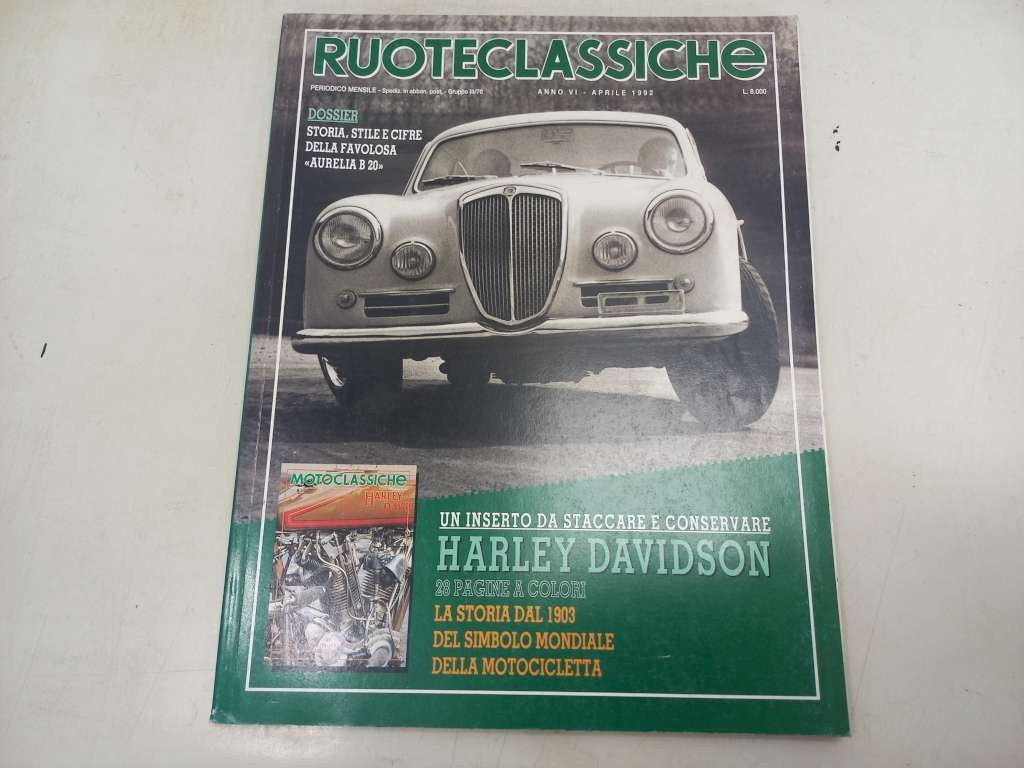 RUOTECLASSICHE
PERIODICO MENSILE - Spediz. in abbon. post. - Gruppo III/70
ANNO VI - APRILE 1992
L. 8.000
DOSSIER
STORIA, STILE E CIFRE
DELLA FAVOLOSA
«AURELIA B 20»
MOTOCLASSICHE
HARLEY
UN INSERTO DA STACCARE E CONSERVARE
HARLEY DAVIDSON
28 PAGINE A COLORI
LA STORIA DAL 1903
DEL SIMBOLO MONDIALE
DELLA MOTOCICLETTA